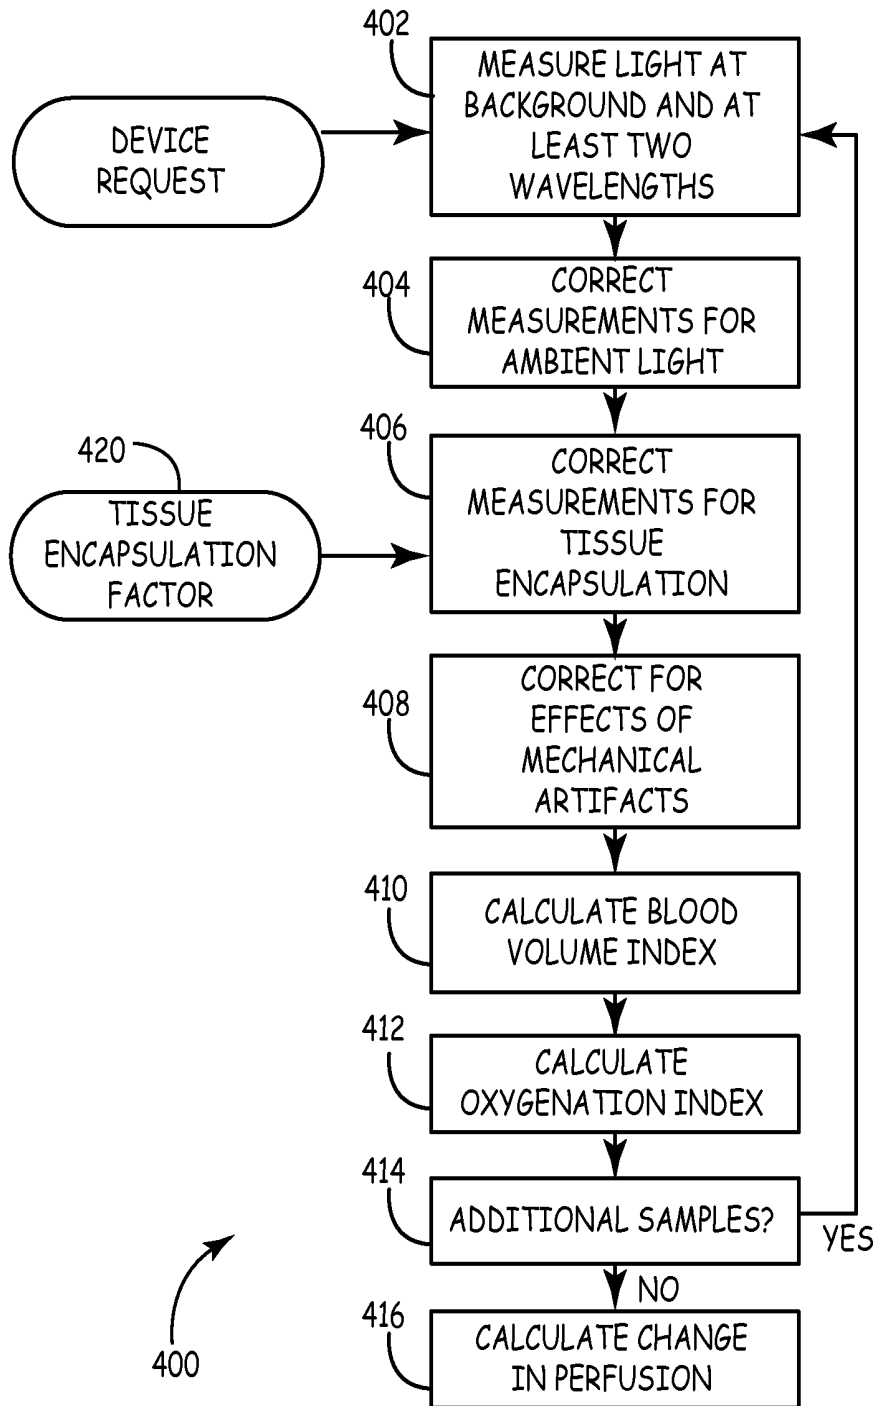 402
MEASURE LIGHT AT
BACKGROUND AND AT
LEAST TWO
WAVELENGTHS
DEVICE
REQUEST
404
CORRECT
MEASUREMENTS FOR
AMBIENT LIGHT
406
CORRECT
MEASUREMENTS FOR
TISSUE
ENCAPSULATION
420
TISSUE
ENCAPSULATION
FACTOR
408
CORRECT FOR
EFFECTS OF
MECHANICAL
ARTIFACTS
410
CALCULATE BLOOD
VOLUME INDEX
412
CALCULATE
OXYGENATION INDEX
414
ADDITIONAL SAMPLES?
YES
NO
416
CALCULATE CHANGE
IN PERFUSION
400